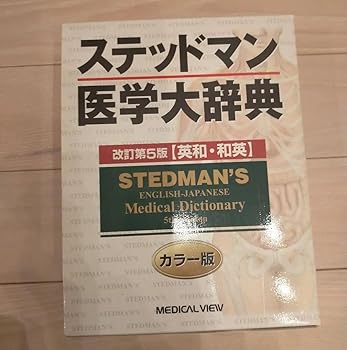 ステッドマン
医学大辞典
改訂第5版【英和・和英】
STEDMAN'S
ENGLISH-JAPANESE
Medical Dictionary
カラー版
MEDICAL VIEW